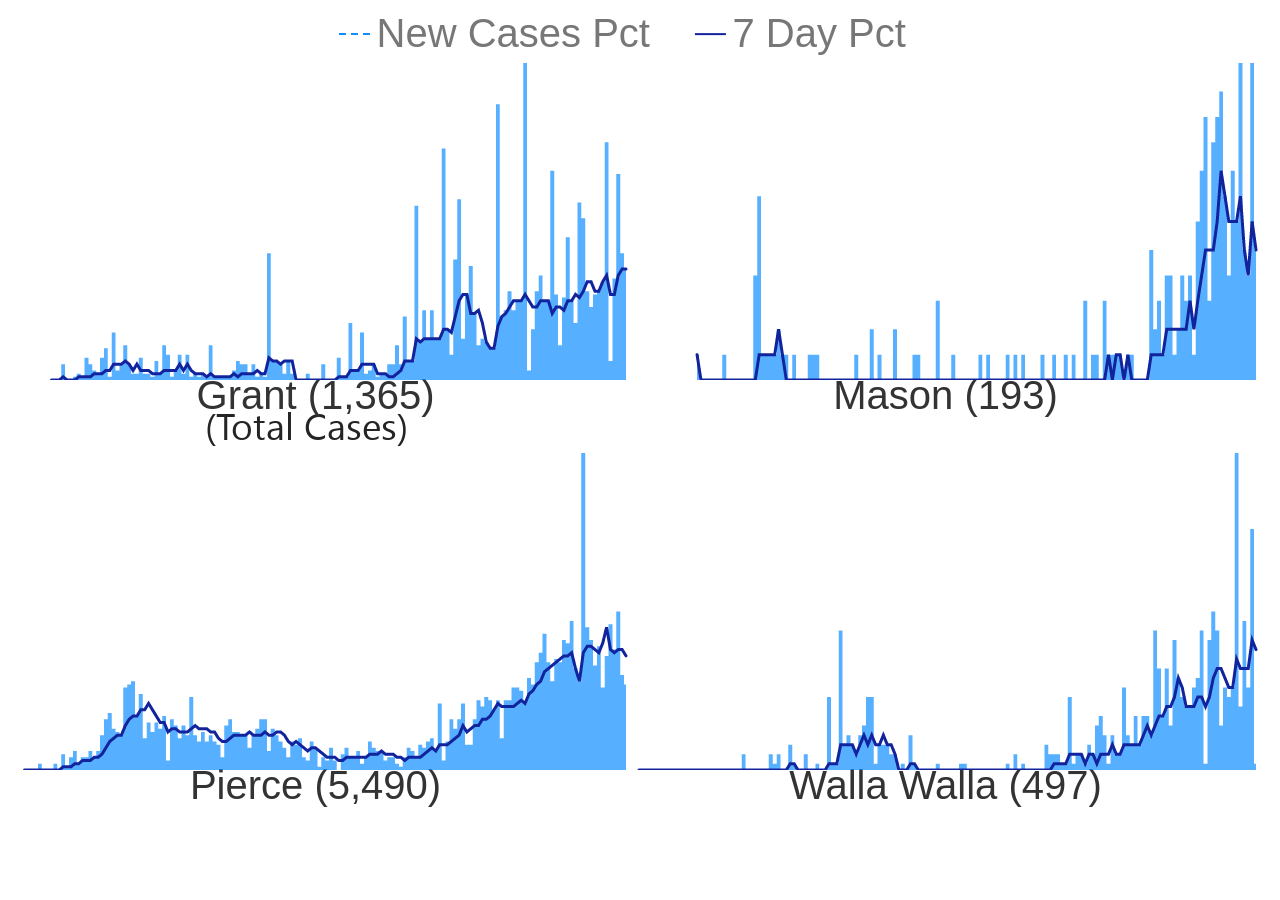 New Cases Pct 7 Day Pct
Grant (1,365) Mason (193)
(Total Cases)
Pierce (5,490) Walla Walla (497)